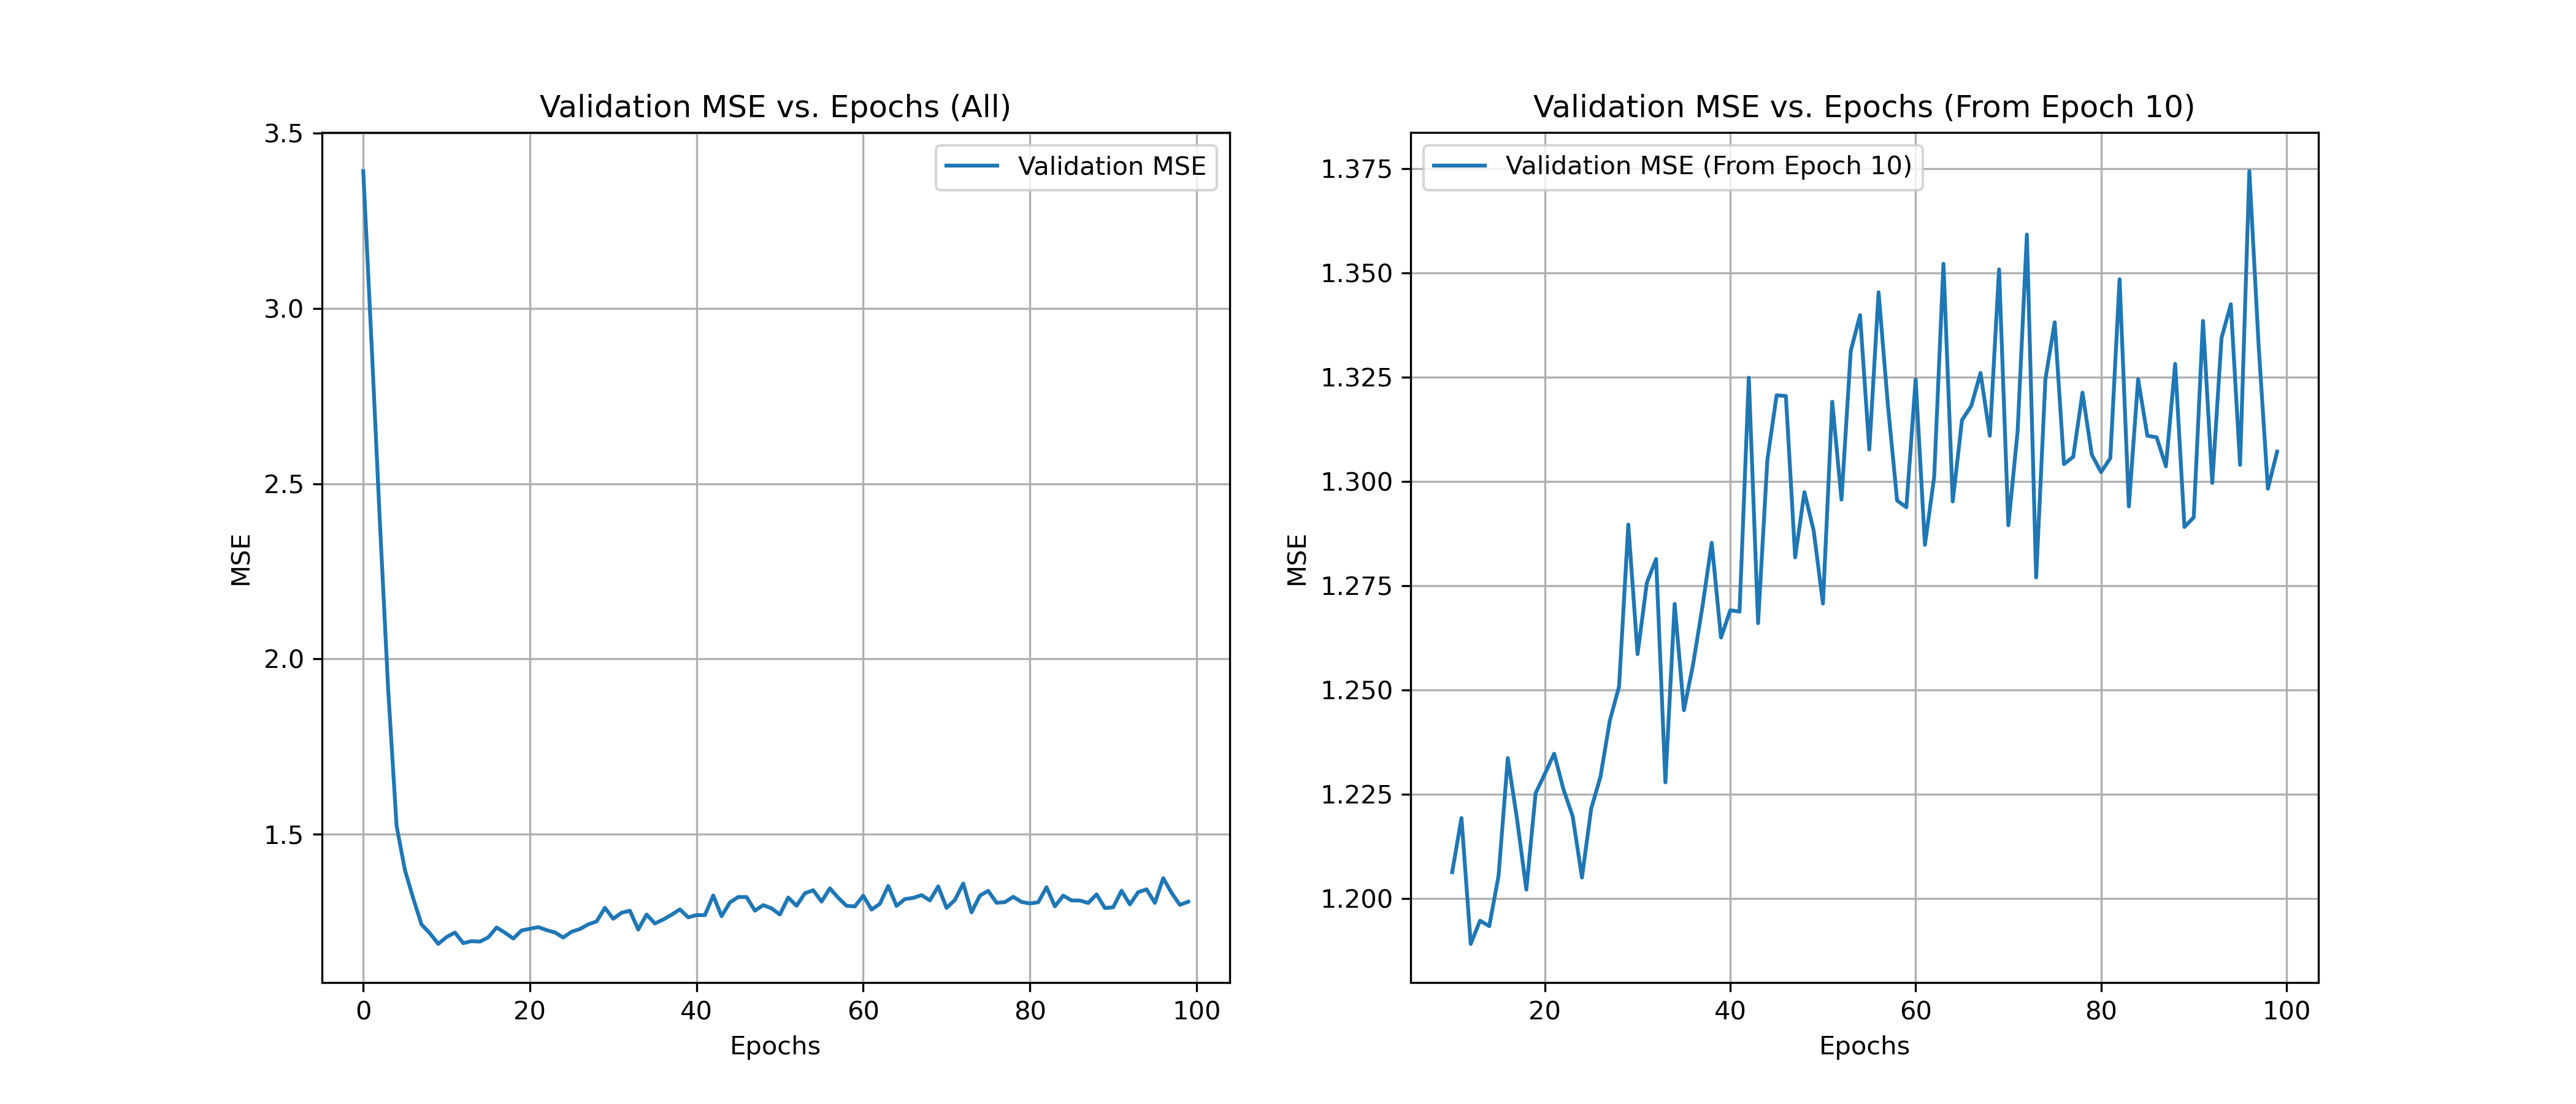 Validation MSE vs. Epochs (All)
3.5
3.0
2.5
2.0
1.5
MSE
Validation MSE
0 20 40 60 80 100
Epochs
Validation MSE vs. Epochs (From Epoch 10)
1.375
1.350
1.325
1.300
1.275
1.250
1.225
1.200
MSE
Validation MSE (From Epoch 10)
20 40 60 80 100
Epochs